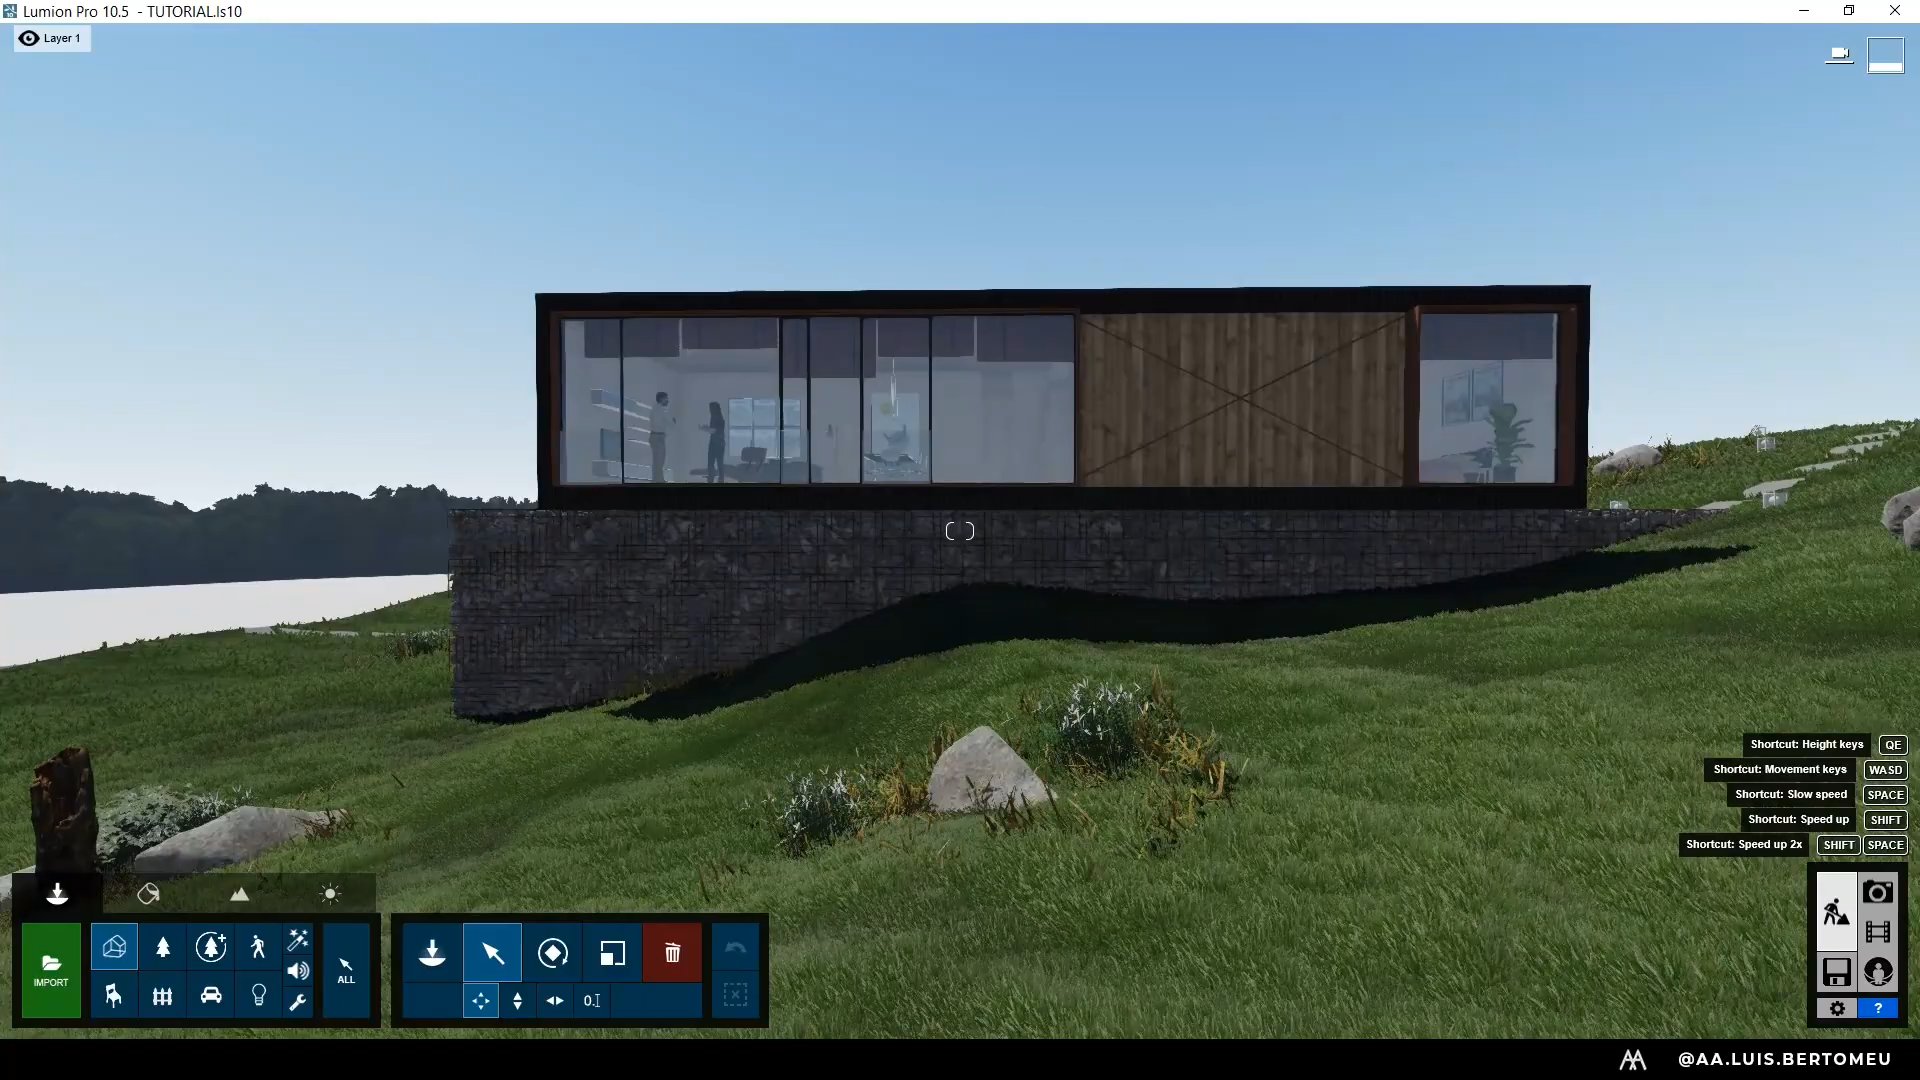 Lumion Pro 10.5 - TUTORIAL.ls10
Layer 1
Shortcut: Height keys QE
Shortcut: Movement keys WASD
Shortcut: Slow speed SPACE
Shortcut: Speed up SHIFT
Shortcut: Speed up 2x SHIFT SPACE
IMPORT
ALL
0.
?
@AA.LUIS.BERTOMEU